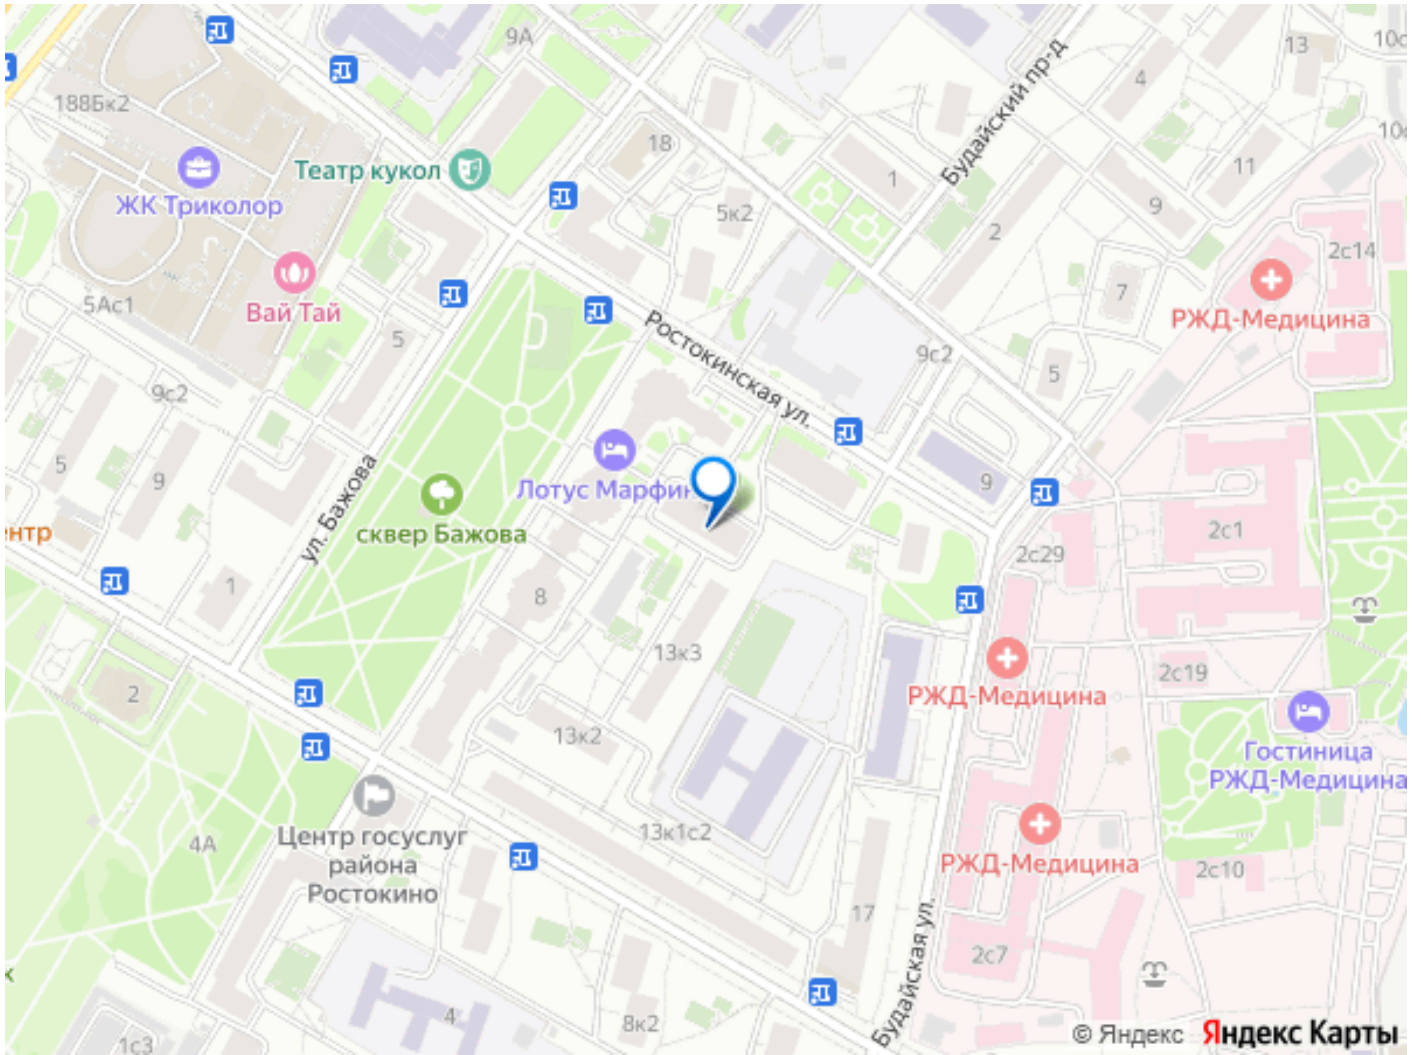 9А
13
10с
188Бк2
4
10с
Театр кукол
18
Будайский пр-д
11
ЖК Триколор
1
9
5к2
2
2с14
5Ас1
Вай Тай
7
РЖД-Медицина
5
Ростокинская ул.
9с2
5
9с2
5
9
Лотус Марфин
9
ул. Бажова
ентр
сквер Бажова
2с1
2с29
1
8
13к3
2с19
2
РЖД-Медицина
13к2
Гостиница
РЖД-Медицина
4А
Центр госуслуг
района
Ростокино
13к1с2
РЖД-Медицина
2с10
17
Будайская ул.
2с7
к
4
8к2
1с3
© Яндекс Яндекс Карты